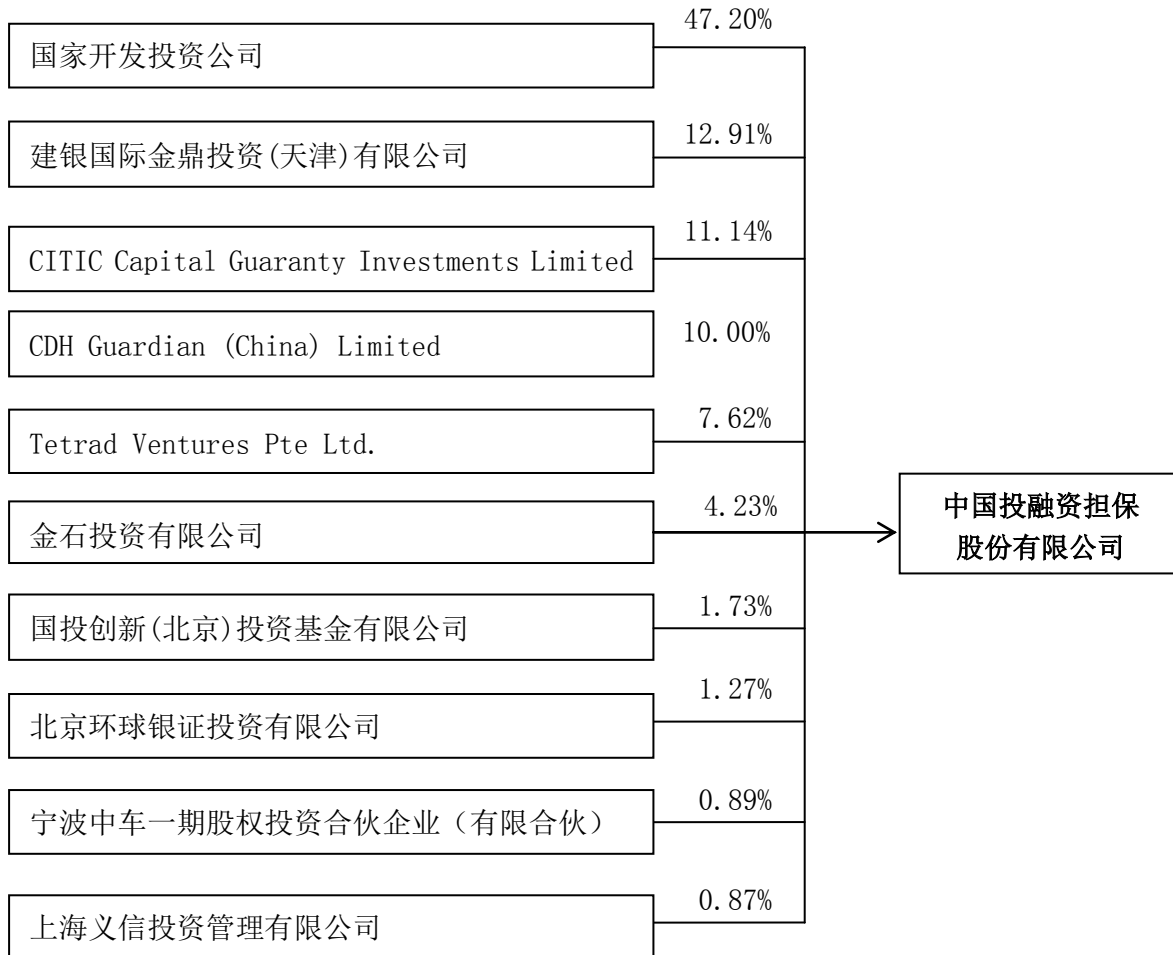 47.20%
国家开发投资公司
12.91%
建银国际金鼎投资(天津)有限公司
11.14%
CITIC Capital Guaranty Investments Limited
10.00%
CDH Guardian (China) Limited
7.62%
Tetrad Ventures Pte Ltd.
4.23%
金石投资有限公司
中国投融资担保
股份有限公司
1.73%
国投创新(北京)投资基金有限公司
1.27%
北京环球银证投资有限公司
0.89%
宁波中车一期股权投资合伙企业（有限合伙）
0.87%
上海义信投资管理有限公司